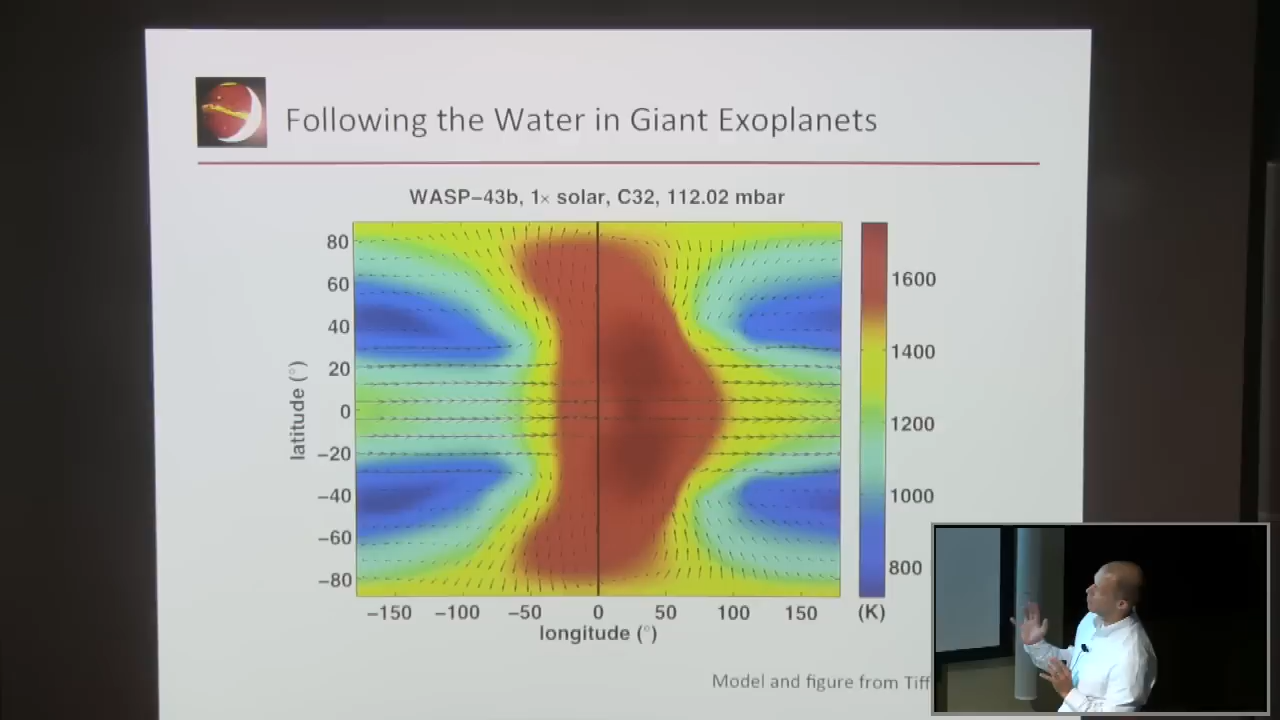 Following the Water in Giant Exoplanets
WASP−43b, 1× solar, C32, 112.02 mbar
80
60
40
20
0
−20
−40
−60
−80
latitude (°)
−150 −100 −50 0 50 100 150
longitude (°)
1600
1400
1200
1000
800
(K)
Model and figure from Tiff